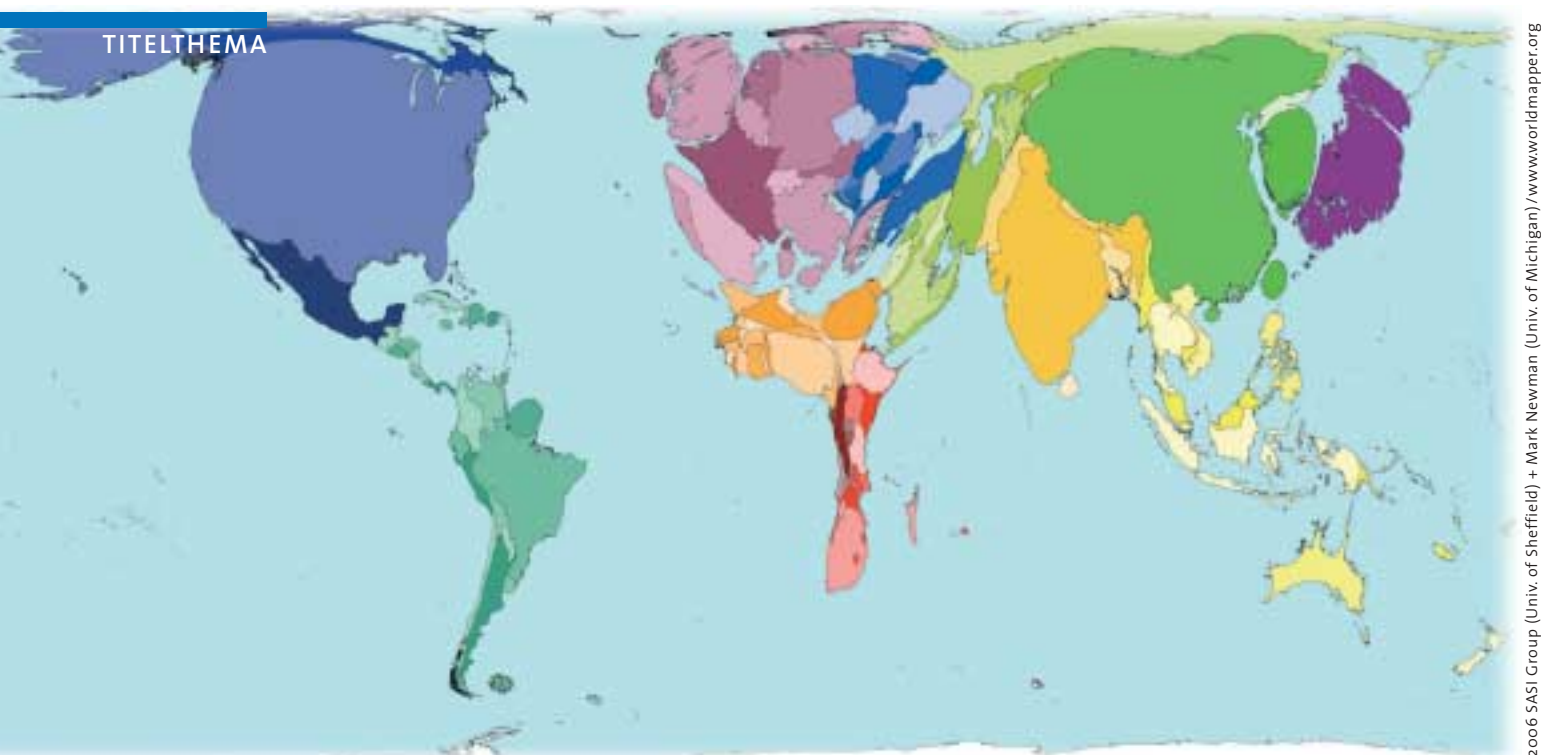 TITELTHEMA
2006 SASI Group (Univ. of Sheffield) + Mark Newman (Univ. of Michigan) / www.worldmapper.org